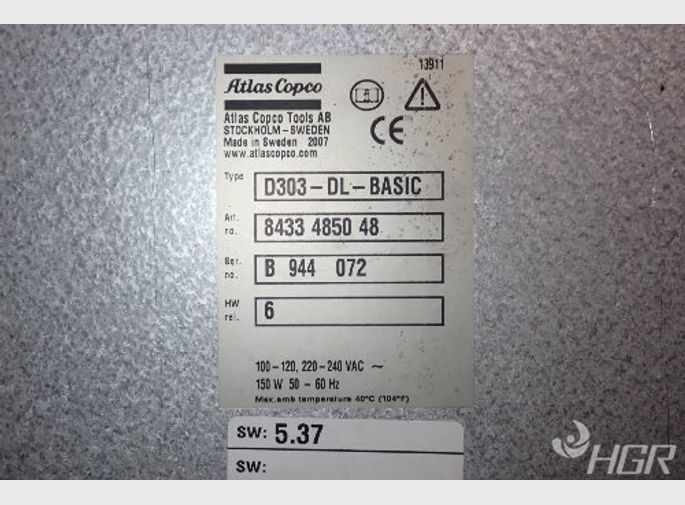 13911
Atlas Copco
Atlas Copco Tools AB
STOCKHOLM-SWEDEN
Made in Sweden 2007
www.atlascopco.com
Type D303-DL-BASIC
Art. no. 8433 4850 48
Ser. no. B 944 072
HW rel. 6
100-120, 220-240 VAC ~
150 W 50-60 Hz
Max.amb temperature 40°C (104°F)
SW: 5.37
SW:
HGR